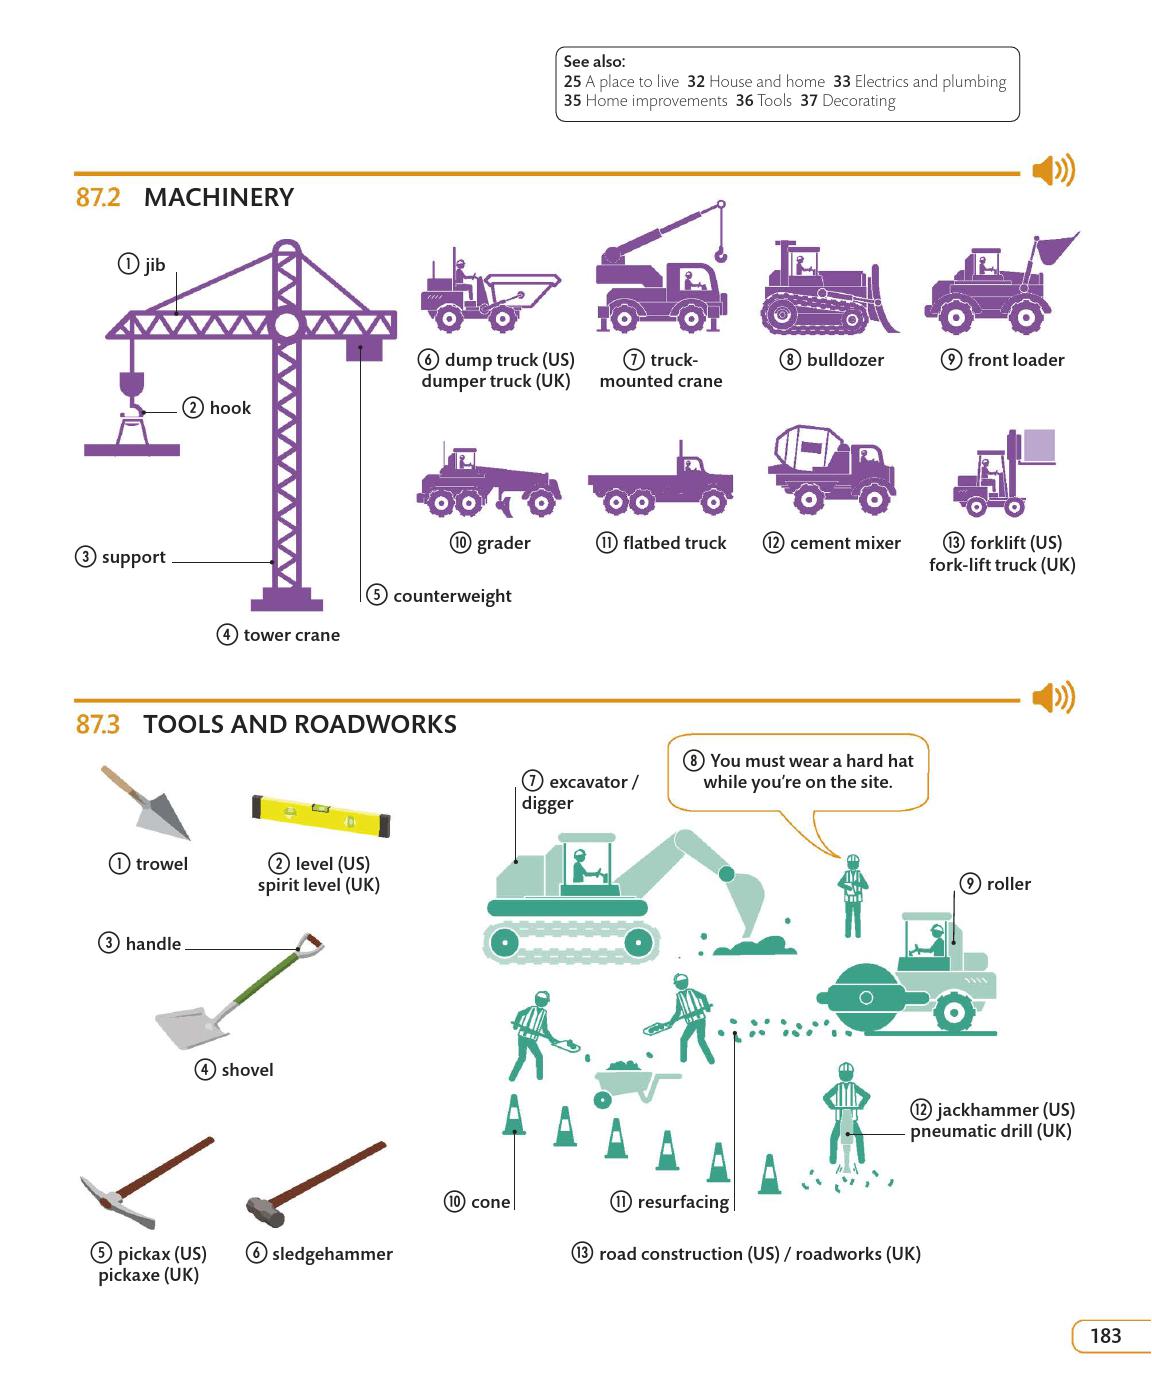 See also:
25 A place to live 32 House and home 33 Electrics and plumbing
35 Home improvements 36 Tools 37 Decorating
87.2 MACHINERY
① jib
② hook
③ support
④ tower crane
⑤ counterweight
⑥ dump truck (US)
dumper truck (UK)
⑦ truck-
mounted crane
⑧ bulldozer
⑨ front loader
⑩ grader
⑪ flatbed truck
⑫ cement mixer
⑬ forklift (US)
fork-lift truck (UK)
87.3 TOOLS AND ROADWORKS
① trowel
② level (US)
spirit level (UK)
③ handle
④ shovel
⑤ pickax (US)
pickaxe (UK)
⑥ sledgehammer
⑦ excavator /
digger
⑧ You must wear a hard hat
while you're on the site.
⑨ roller
⑩ cone
⑪ resurfacing
⑫ jackhammer (US)
pneumatic drill (UK)
⑬ road construction (US) / roadworks (UK)
183